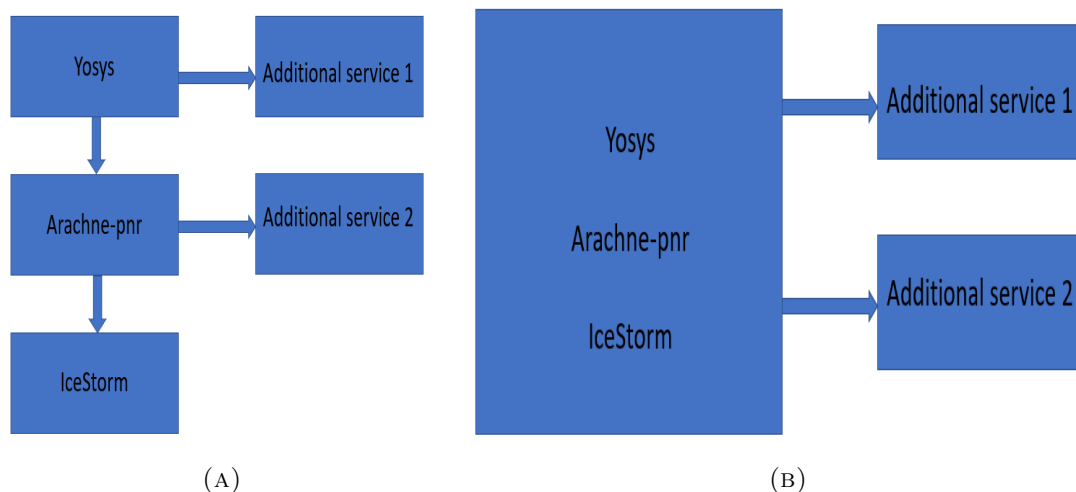 Yosys
Additional service 1
Arachne-pnr
Additional service 2
IceStorm
(A)
Yosys
Arachne-pnr
IceStorm
Additional service 1
Additional service 2
(B)